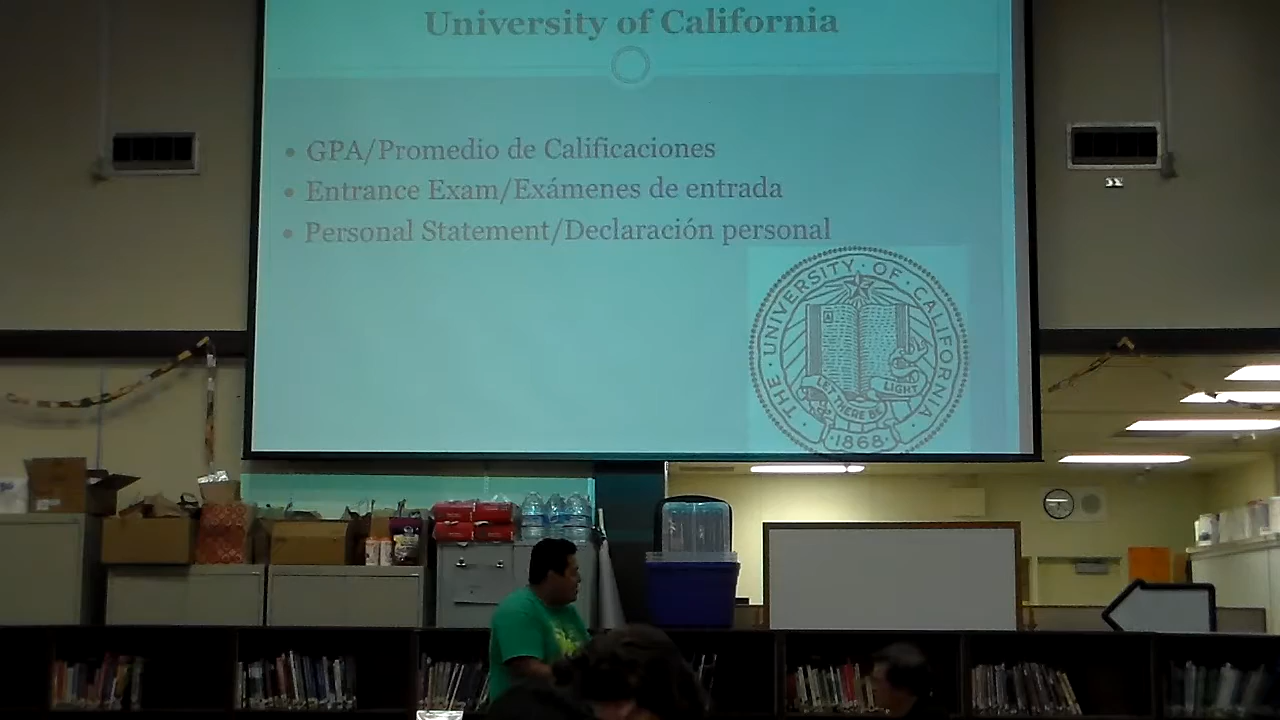 University of California
• GPA/Promedio de Calificaciones
• Entrance Exam/Exámenes de entrada
• Personal Statement/Declaración personal
THE · UNIVERSITY · OF · CALIFORNIA
LET THERE BE LIGHT
· 1868 ·